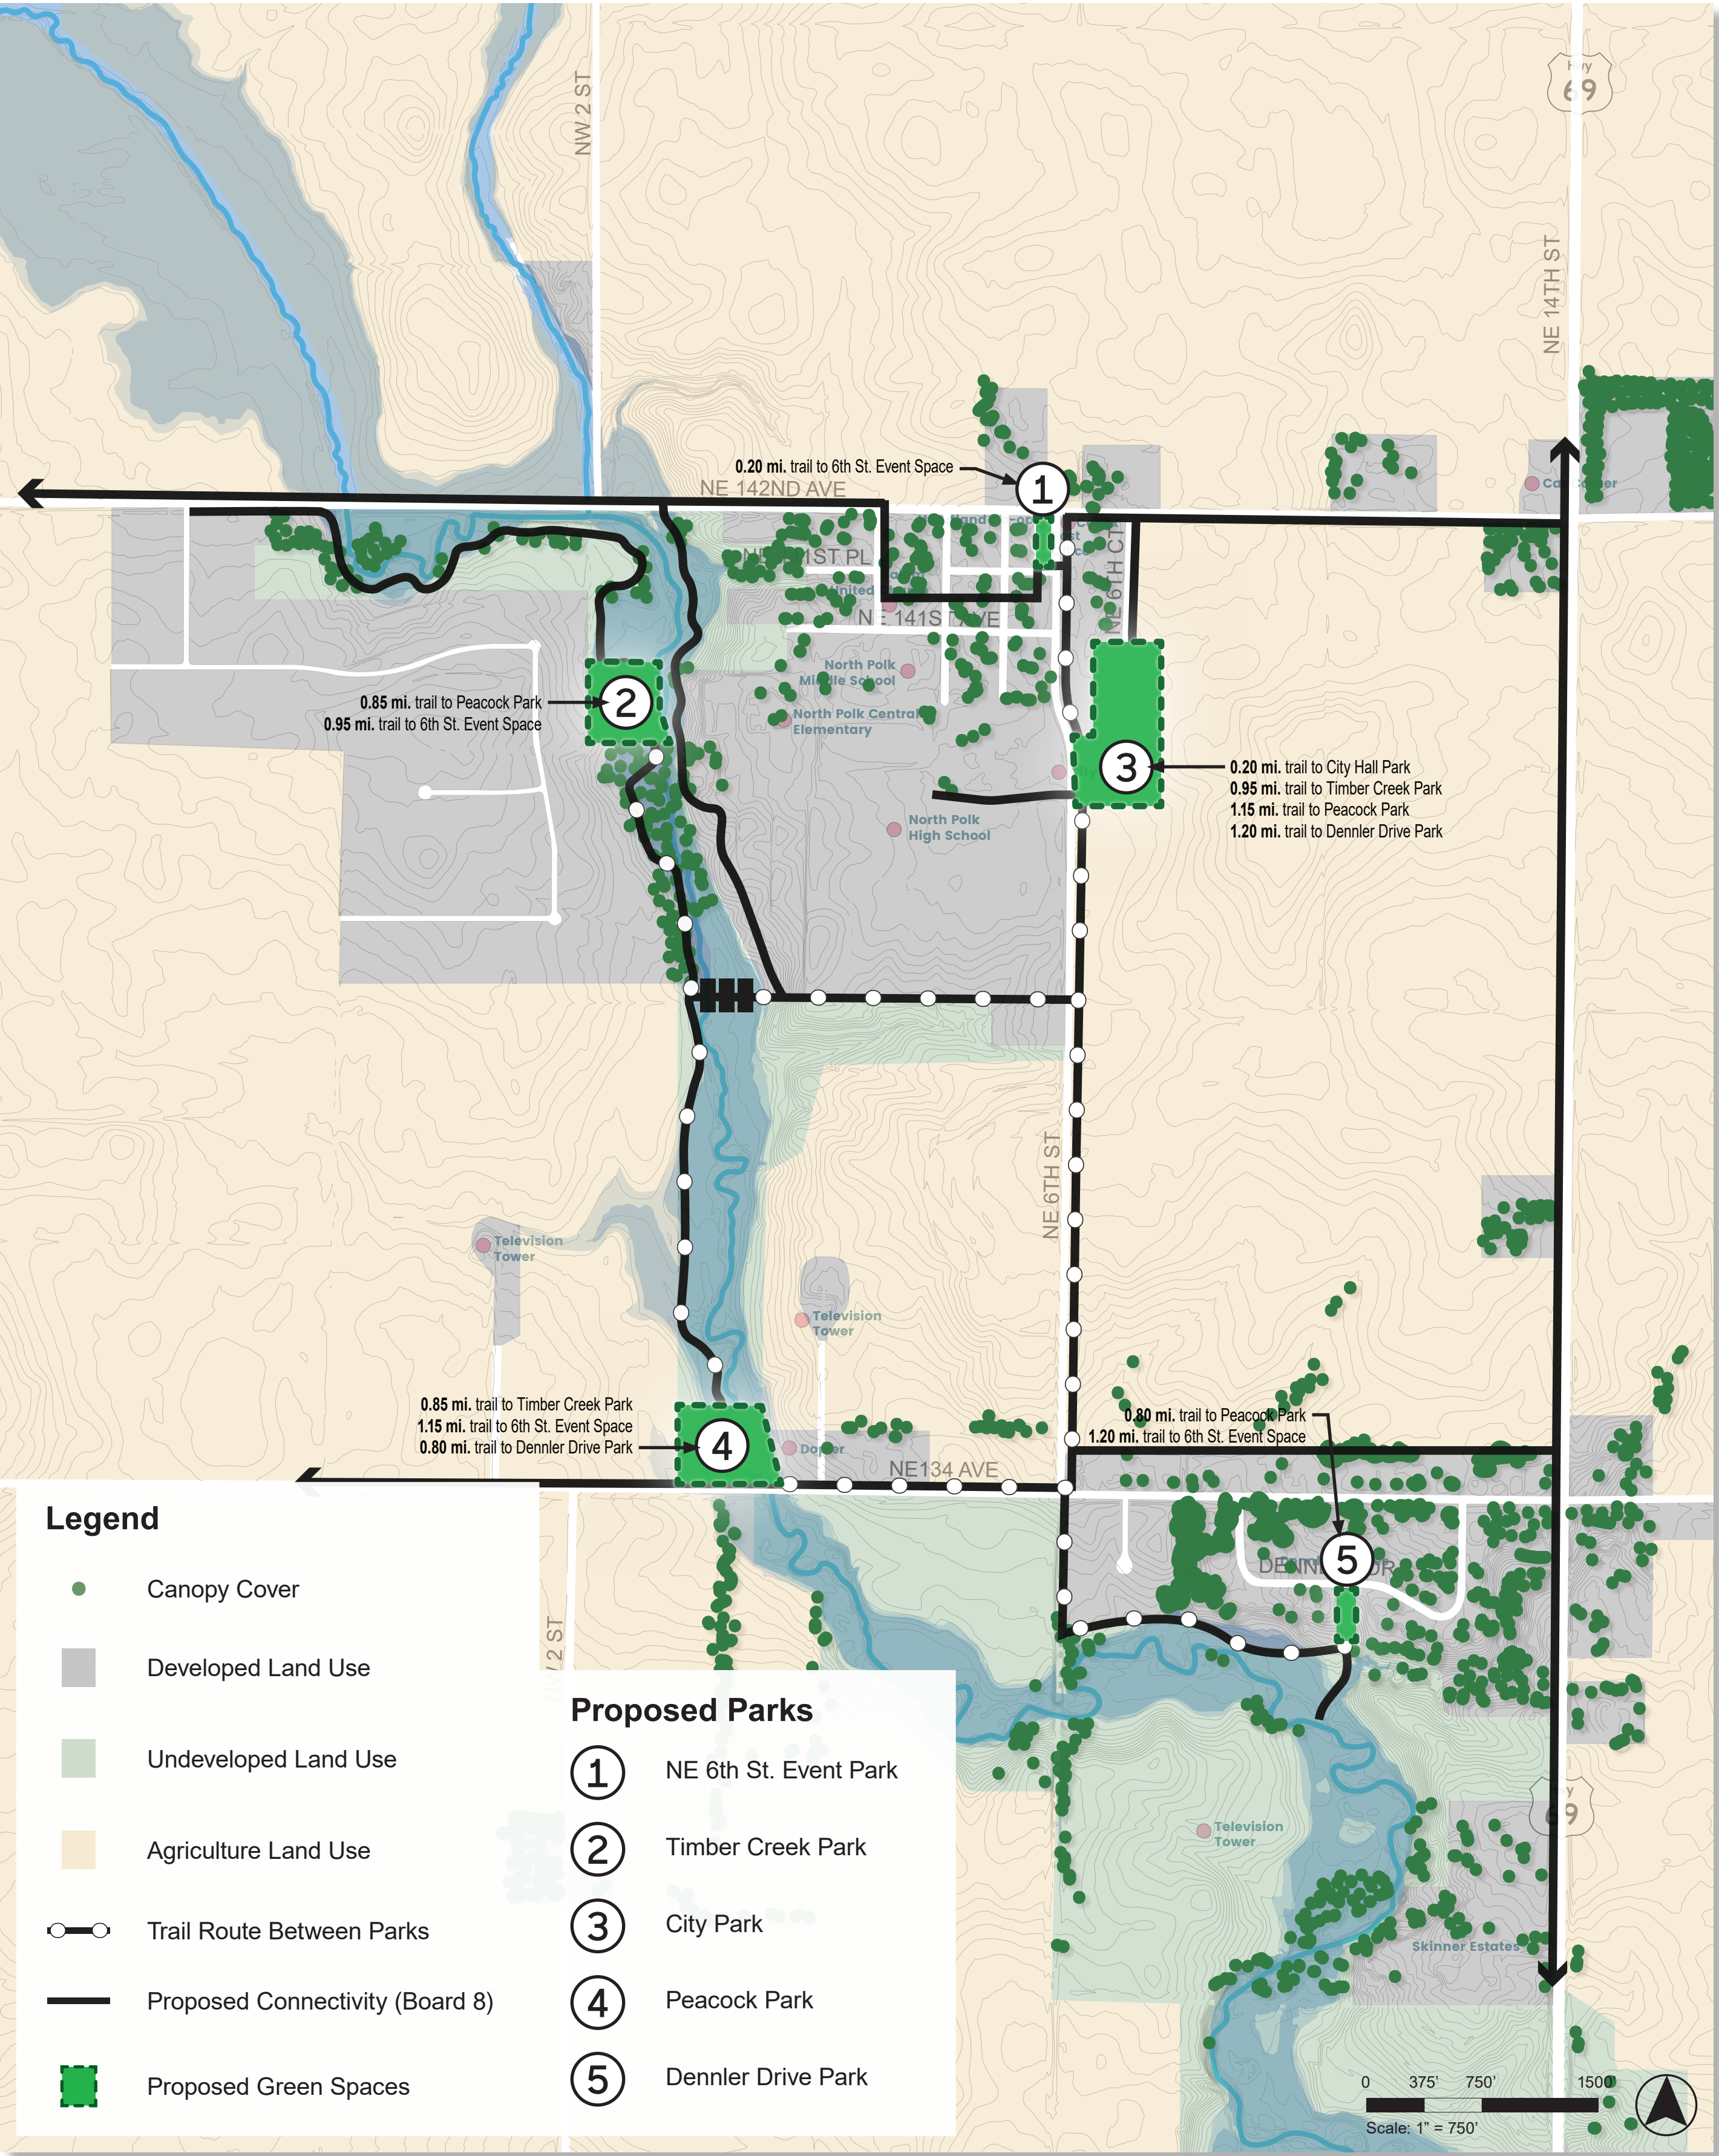 NW 2 ST
Hwy
69
NE 14TH ST
0.20 mi. trail to 6th St. Event Space
1
NE 142ND AVE
1ST PL
United
NE 6TH CT
NE 141ST AVE
North Polk
Middle School
2
0.85 mi. trail to Peacock Park
0.95 mi. trail to 6th St. Event Space
North Polk Central
Elementary
3
0.20 mi. trail to City Hall Park
0.95 mi. trail to Timber Creek Park
1.15 mi. trail to Peacock Park
1.20 mi. trail to Dennler Drive Park
North Polk
High School
NE 6TH ST
Television
Tower
Television
Tower
0.85 mi. trail to Timber Creek Park
1.15 mi. trail to 6th St. Event Space
0.80 mi. trail to Dennler Drive Park
4
NE134 AVE
0.80 mi. trail to Peacock Park
1.20 mi. trail to 6th St. Event Space
5
2 ST
Television
Tower
69
Skinner Estates
Legend
Canopy Cover
Developed Land Use
Undeveloped Land Use
Agriculture Land Use
Trail Route Between Parks
Proposed Connectivity (Board 8)
Proposed Green Spaces
Proposed Parks
1 NE 6th St. Event Park
2 Timber Creek Park
3 City Park
4 Peacock Park
5 Dennler Drive Park
0 375' 750' 1500'
Scale: 1" = 750'